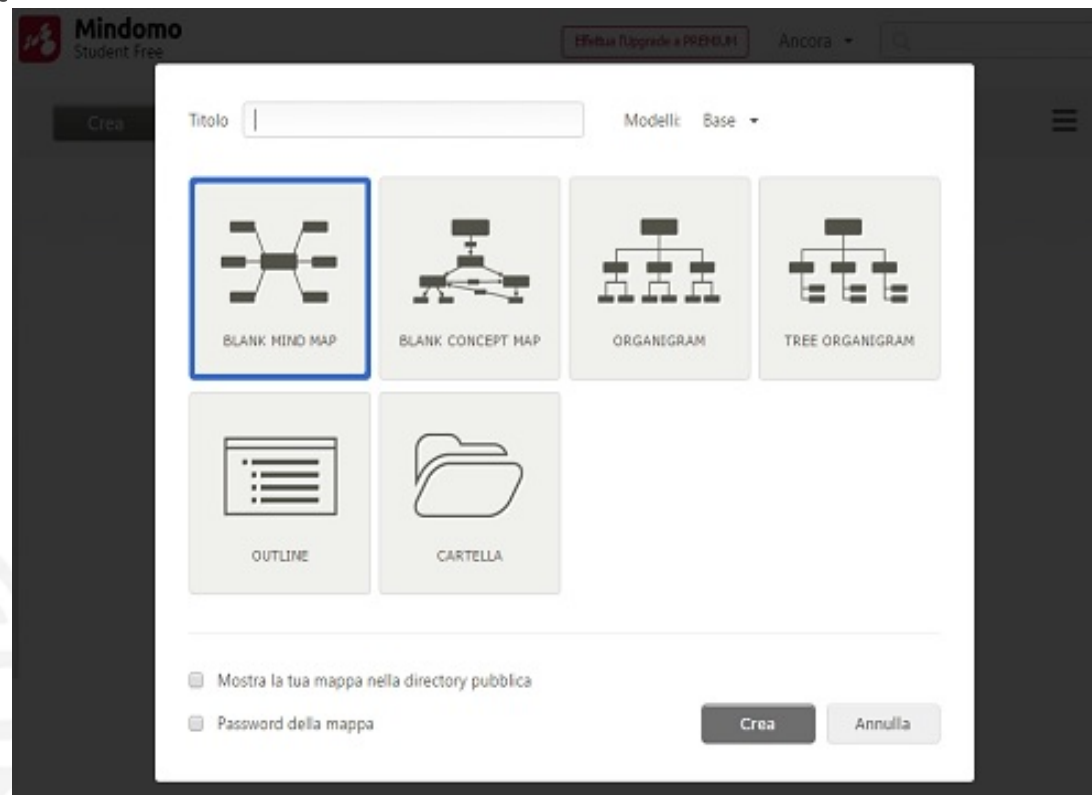 Mindomo
Student Free
Effettua l'Upgrade a PREMIUM
Ancora
Crea
Titolo
Modelli: Base
BLANK MIND MAP
BLANK CONCEPT MAP
ORGANIGRAM
TREE ORGANIGRAM
OUTLINE
CARTELLA
Mostra la tua mappa nella directory pubblica
Password della mappa
Crea
Annulla